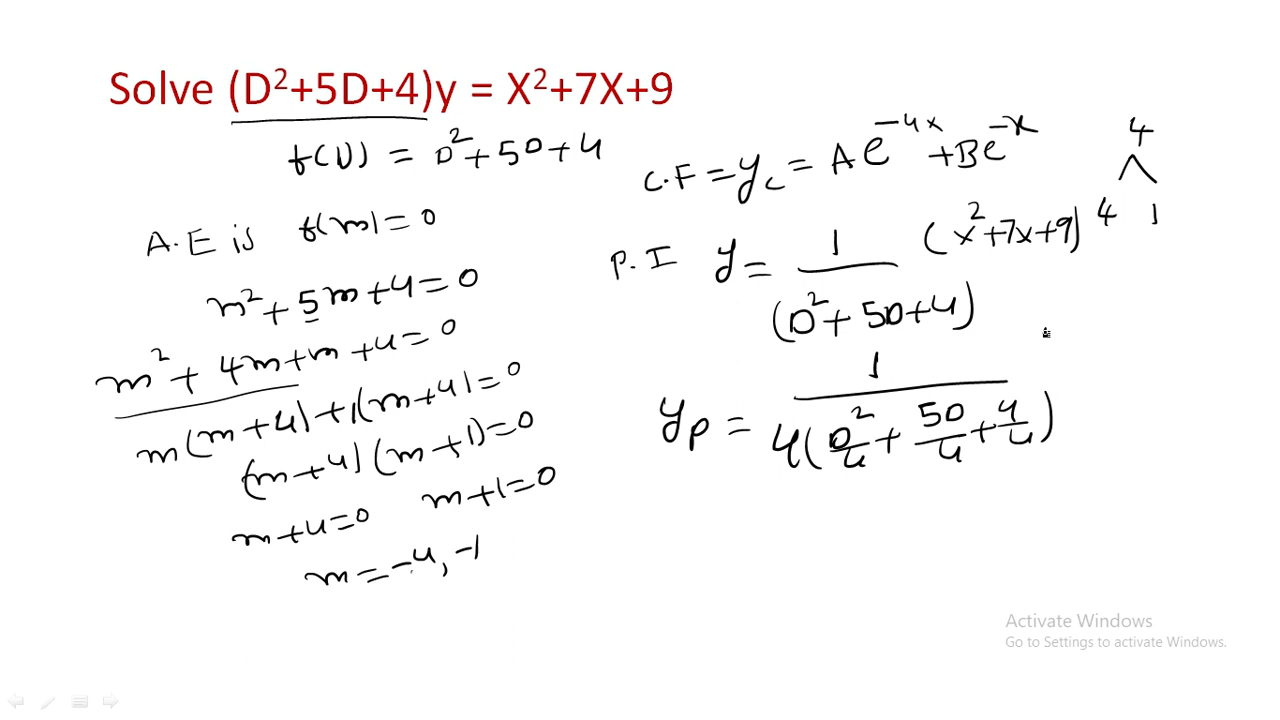 Solve (D²+5D+4)y = X²+7X+9
f(D) = D²+5D+4
A.E is f(m)=0
m²+5m+4=0
m²+4m+m+4=0
m(m+4)+1(m+4)=0
(m+4)(m+1)=0
m+4=0 m+1=0
m=-4,-1
C.F = y_c = Ae^{-4x}+Be^{-x}
4
4 1
P.I y = 1/(D²+5D+4) (x²+7x+9)
y_p = 1/4(D²/4+5D/4+4/4)
Activate Windows
Go to Settings to activate Windows.